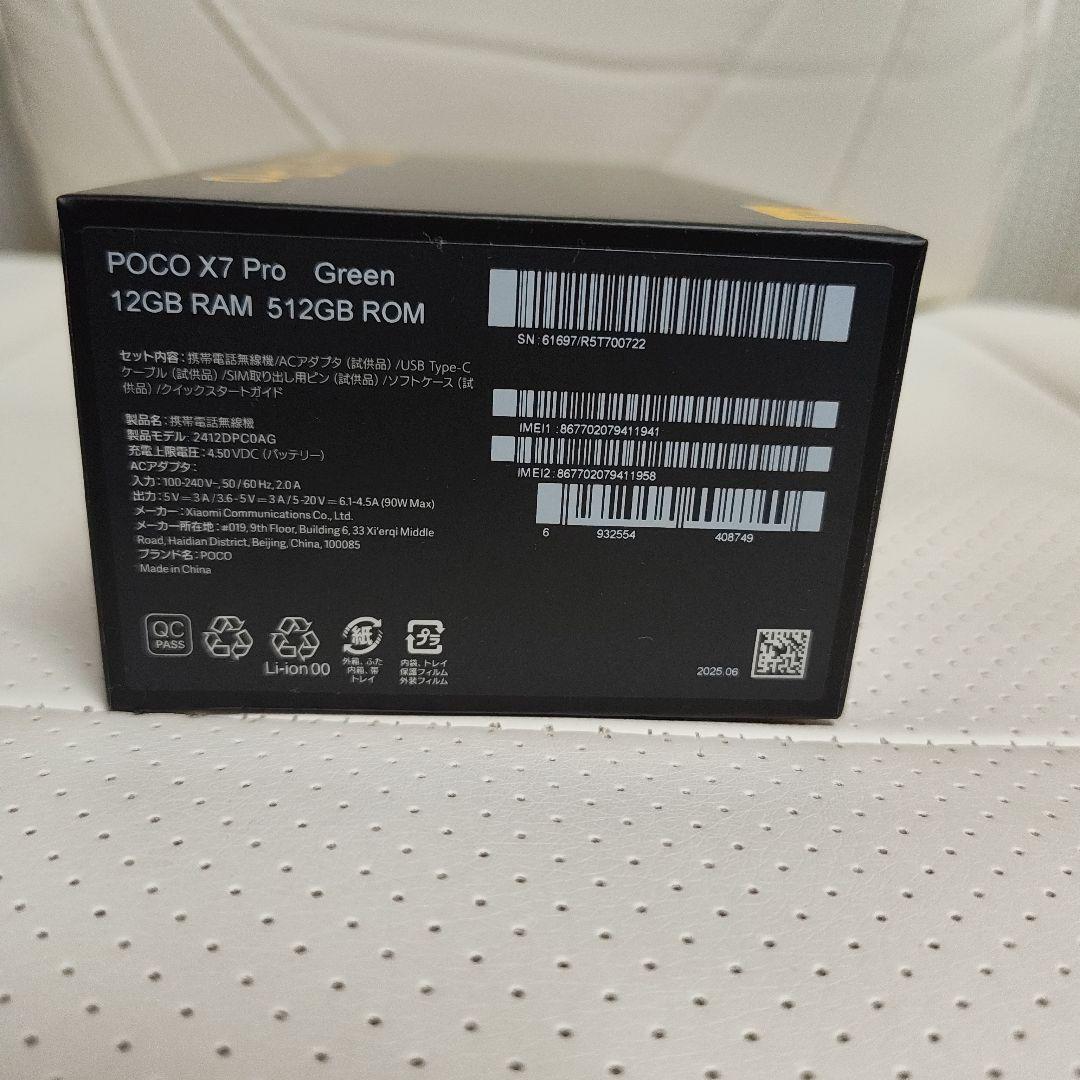 POCO X7 Pro Green
12GB RAM 512GB ROM
セット内容：携帯電話無線機/ACアダプタ（試供品）/USB Type-C
ケーブル（試供品）/SIM取り出し用ピン（試供品）/ソフトケース（試
供品）/クイックスタートガイド
製品名：携帯電話無線機
製品モデル：2412DPC0AG
充電上限電圧：4.50 VDC（バッテリー）
ACアダプタ：
入力：100-240 V~, 50 / 60 Hz, 2.0 A
出力：5 V⎓3 A / 3.6-5 V⎓3 A / 5-20 V⎓6.1-4.5A (90W Max)
メーカー：Xiaomi Communications Co., Ltd.
メーカー所在地：#019, 9th Floor, Building 6, 33 Xi'erqi Middle
Road, Haidian District, Beijing, China, 100085
ブランド名：POCO
Made in China
SN : 61697/R5T700722
IMEI1 : 867702079411941
IMEI2 : 867702079411958
6 932554 408749
QC
PASS
Li-ion 00
紙
外箱、ふた
内箱、帯
トレイ
プラ
内袋、トレイ
保護フィルム
外装フィルム
2025.06